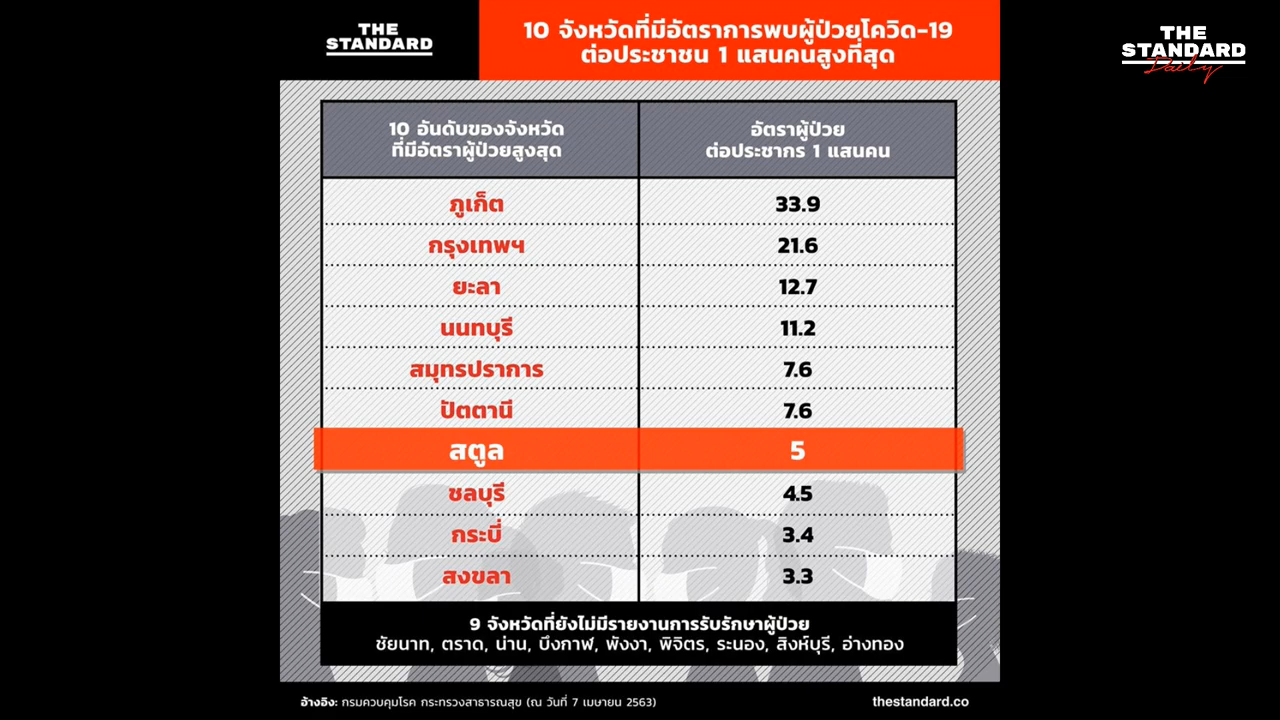 THE
STANDARD
10 จังหวัดที่มีอัตราการพบผู้ป่วยโควิด-19
ต่อประชาชน 1 แสนคนสูงที่สุด
THE
STANDARD
Daily
10 อันดับของจังหวัด
ที่มีอัตราผู้ป่วยสูงสุด
อัตราผู้ป่วย
ต่อประชากร 1 แสนคน
ภูเก็ต 33.9
กรุงเทพฯ 21.6
ยะลา 12.7
นนทบุรี 11.2
สมุทรปราการ 7.6
ปัตตานี 7.6
สตูล 5
ชลบุรี 4.5
กระบี่ 3.4
สงขลา 3.3
9 จังหวัดที่ยังไม่มีรายงานการรับรักษาผู้ป่วย
ชัยนาท, ตราด, น่าน, บึงกาฬ, พังงา, พิจิตร, ระนอง, สิงห์บุรี, อ่างทอง
อ้างอิง: กรมควบคุมโรค กระทรวงสาธารณสุข (ณ วันที่ 7 เมษายน 2563)
thestandard.co